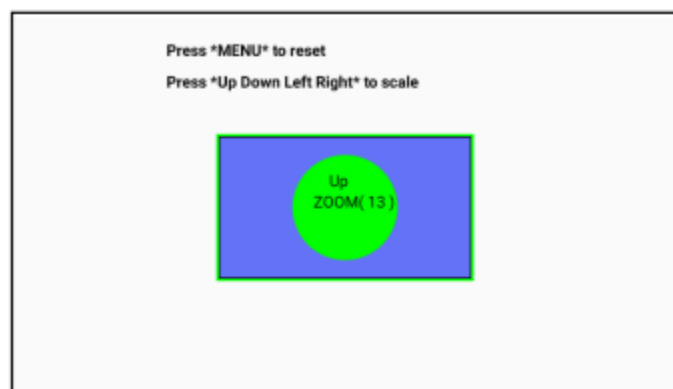 Press *MENU* to reset
Press *Up Down Left Right* to scale
Up
ZOOM( 13 )